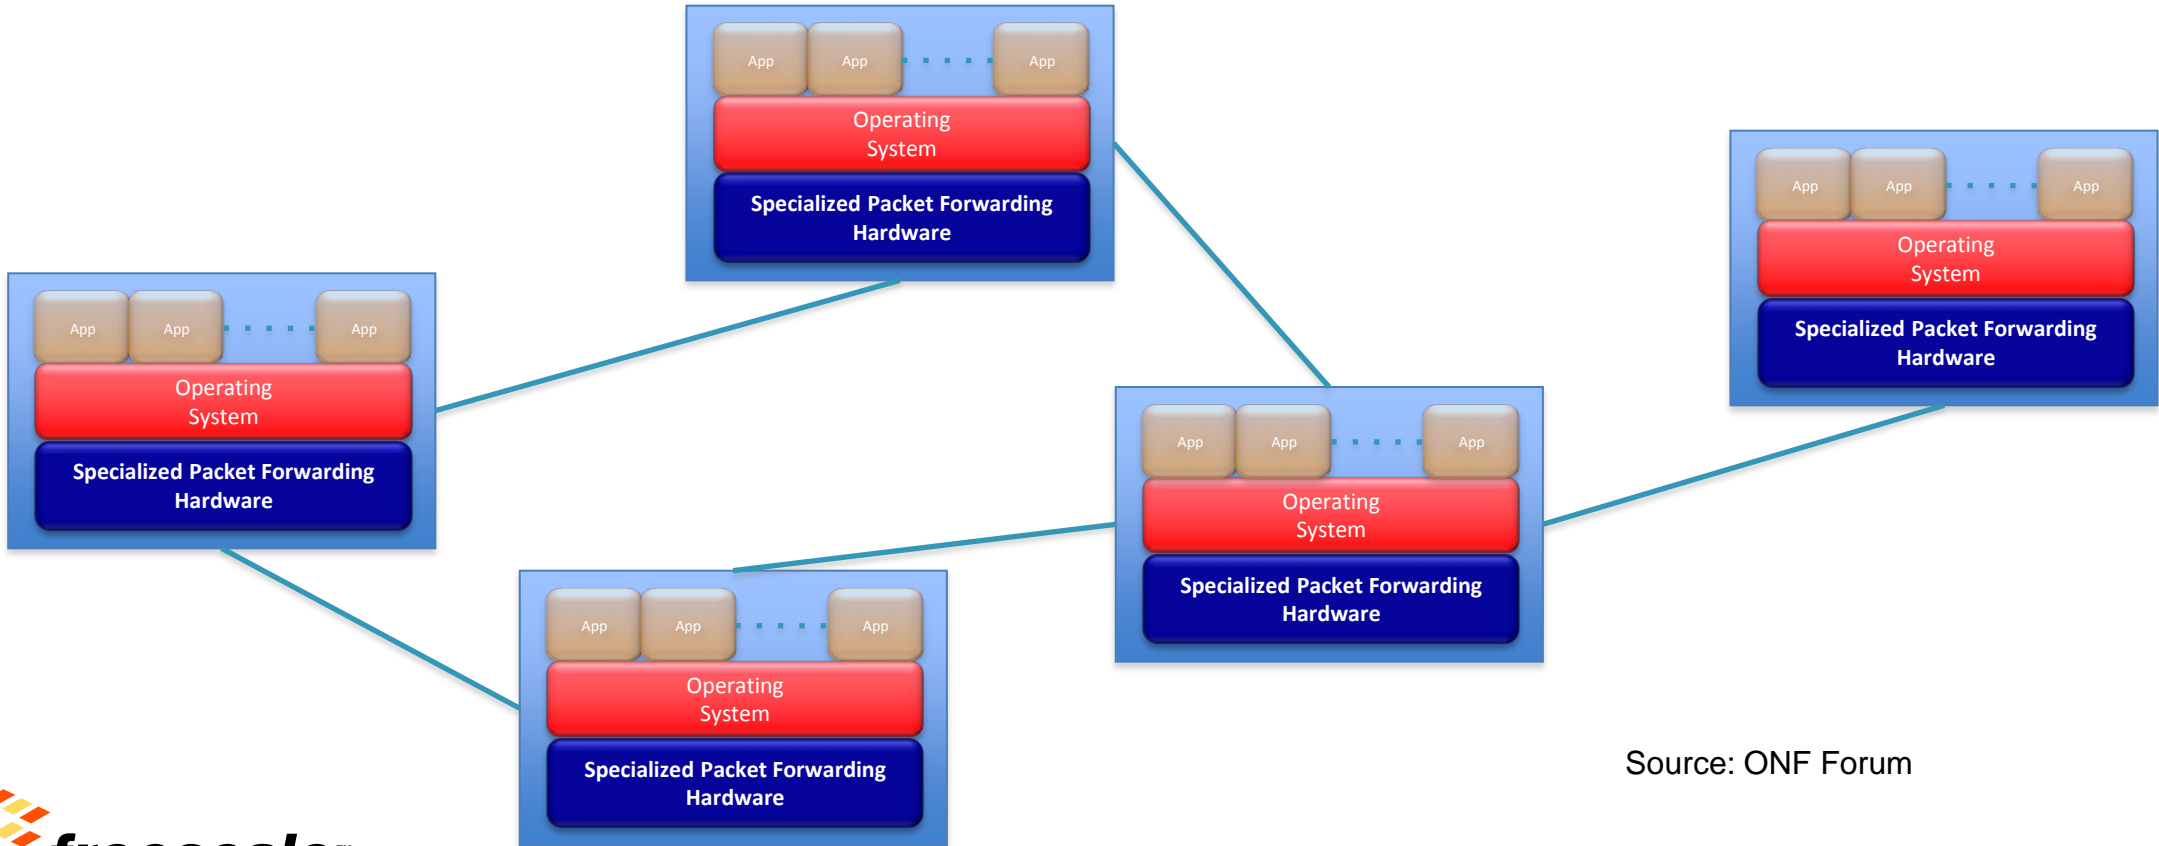 App App App
Operating
System
Specialized Packet Forwarding
Hardware
App App App
Operating
System
Specialized Packet Forwarding
Hardware
App App App
Operating
System
Specialized Packet Forwarding
Hardware
App App App
Operating
System
Specialized Packet Forwarding
Hardware
App App App
Operating
System
Specialized Packet Forwarding
Hardware
Source: ONF Forum